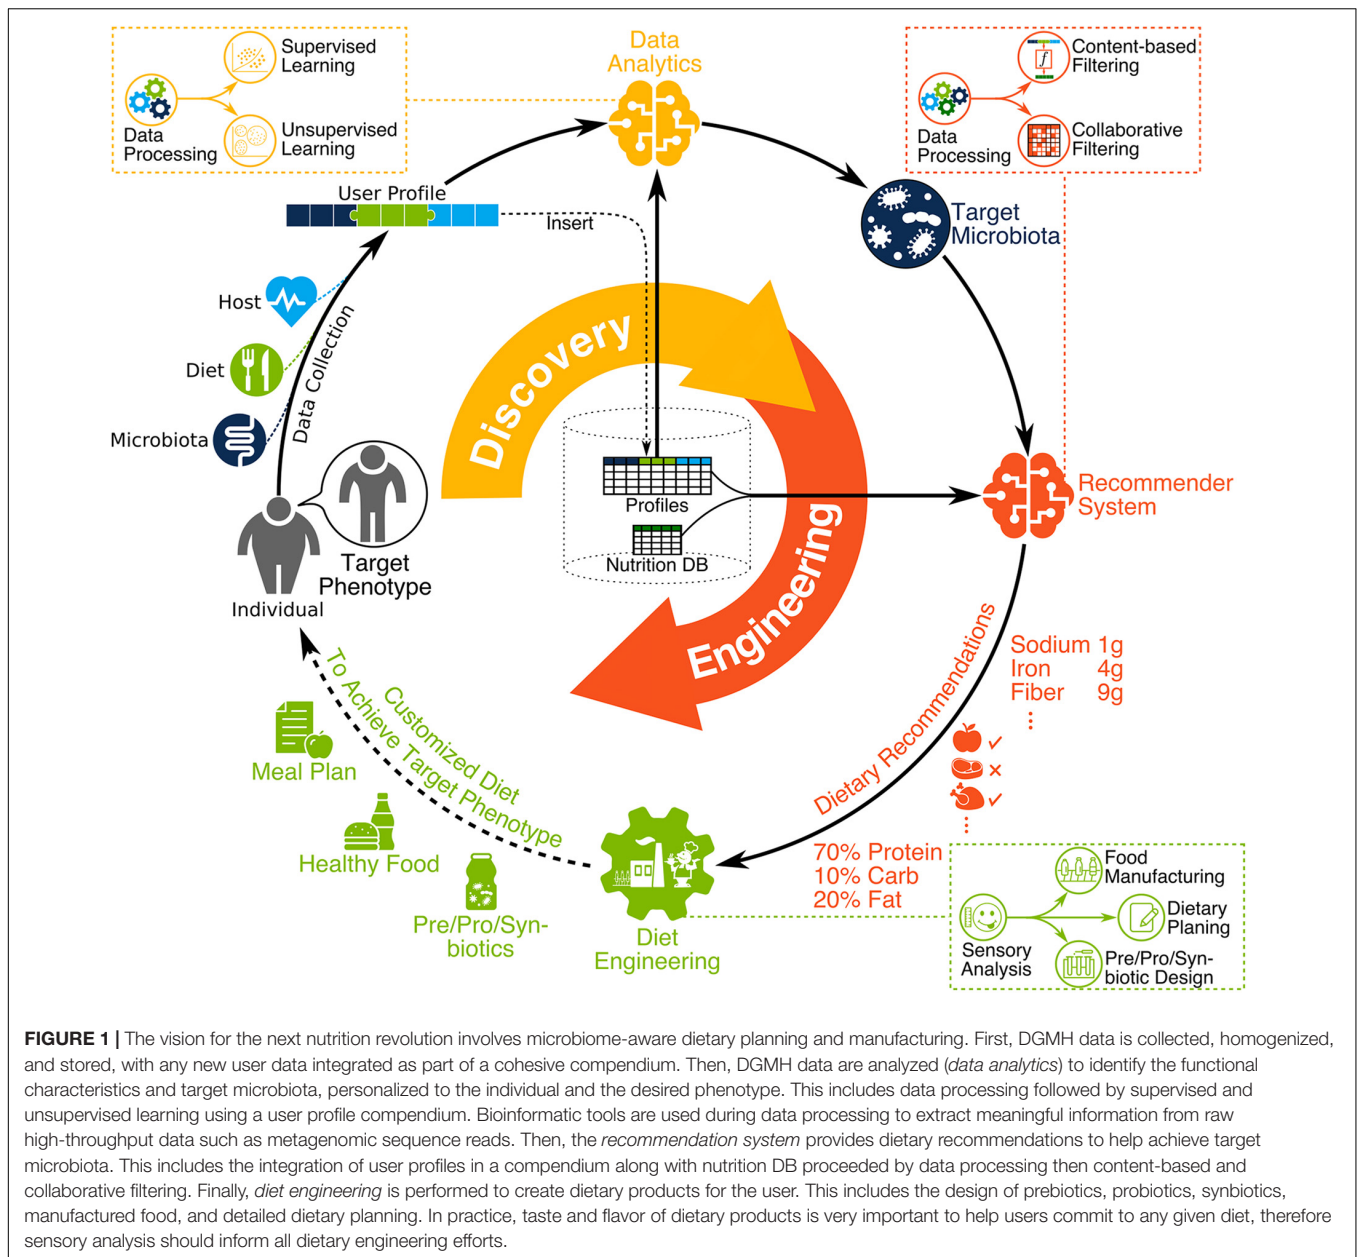 Supervised
Learning
Data
Processing
Unsupervised
Learning
Data
Analytics
Content-based
Filtering
Data
Processing
Collaborative
Filtering
User Profile
Insert
Target
Microbiota
Host
Diet
Microbiota
Data Collection
Discovery
Engineering
Profiles
Nutrition DB
Recommender
System
Target
Phenotype
Individual
Dietary Recommendations
Sodium 1g
Iron 4g
Fiber 9g
70% Protein
10% Carb
20% Fat
Customized Diet
To Achieve Target Phenotype
Meal Plan
Healthy Food
Pre/Pro/Syn-
biotics
Diet
Engineering
Sensory
Analysis
Food
Manufacturing
Dietary
Planing
Pre/Pro/Syn-
biotic Design
FIGURE 1 | The vision for the next nutrition revolution involves microbiome-aware dietary planning and manufacturing. First, DGMH data is collected, homogenized,
and stored, with any new user data integrated as part of a cohesive compendium. Then, DGMH data are analyzed (data analytics) to identify the functional
characteristics and target microbiota, personalized to the individual and the desired phenotype. This includes data processing followed by supervised and
unsupervised learning using a user profile compendium. Bioinformatic tools are used during data processing to extract meaningful information from raw
high-throughput data such as metagenomic sequence reads. Then, the recommendation system provides dietary recommendations to help achieve target
microbiota. This includes the integration of user profiles in a compendium along with nutrition DB proceeded by data processing then content-based and
collaborative filtering. Finally, diet engineering is performed to create dietary products for the user. This includes the design of prebiotics, probiotics, synbiotics,
manufactured food, and detailed dietary planning. In practice, taste and flavor of dietary products is very important to help users commit to any given diet, therefore
sensory analysis should inform all dietary engineering efforts.